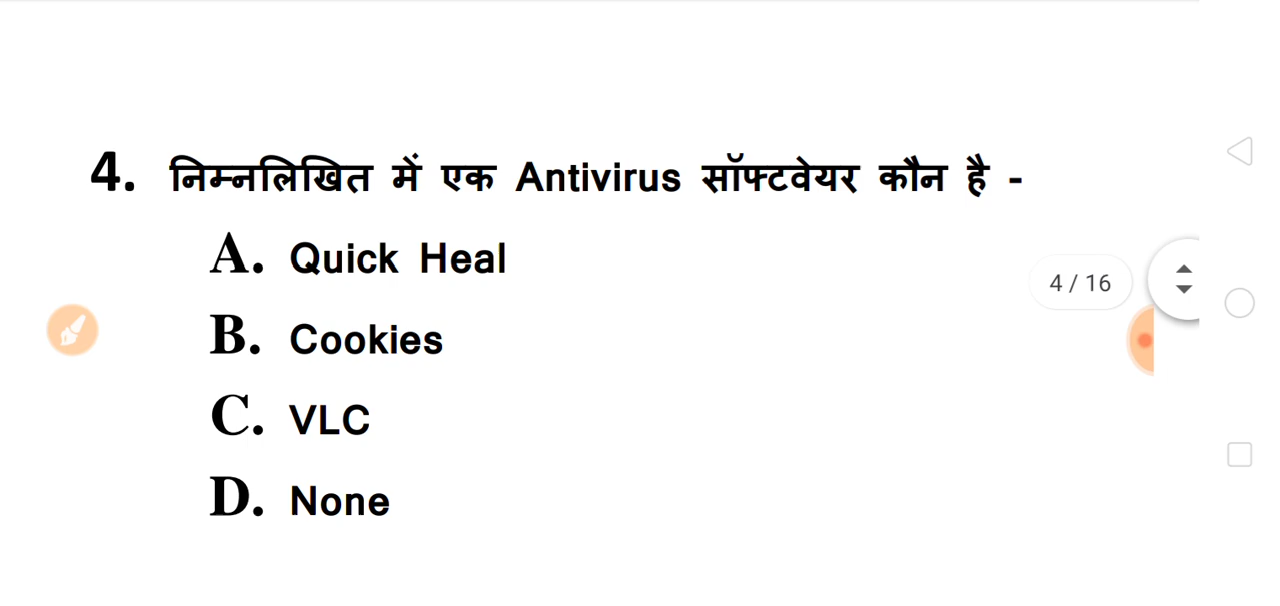 4. निम्नलिखित में एक Antivirus सॉफ्टवेयर कौन है -
A. Quick Heal
4 / 16
B. Cookies
C. VLC
D. None